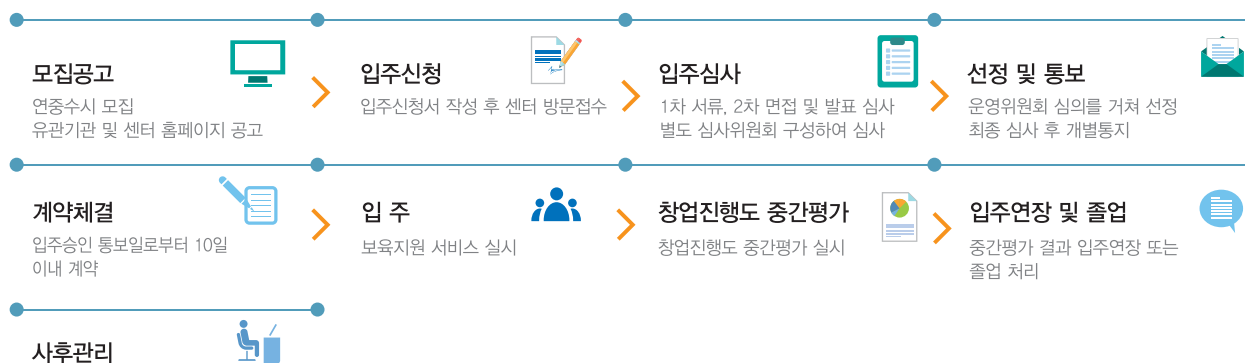 모집공고
연중수시 모집
유관기관 및 센터 홈페이지 공고
입주신청
입주신청서 작성 후 센터 방문접수
입주심사
1차 서류, 2차 면접 및 발표 심사
별도 심사위원회 구성하여 심사
선정 및 통보
운영위원회 심의를 거쳐 선정
최종 심사 후 개별통지
계약체결
입주승인 통보일로부터 10일
이내 계약
입 주
보육지원 서비스 실시
창업진행도 중간평가
창업진행도 중간평가 실시
입주연장 및 졸업
중간평가 결과 입주연장 또는
졸업 처리
사후관리